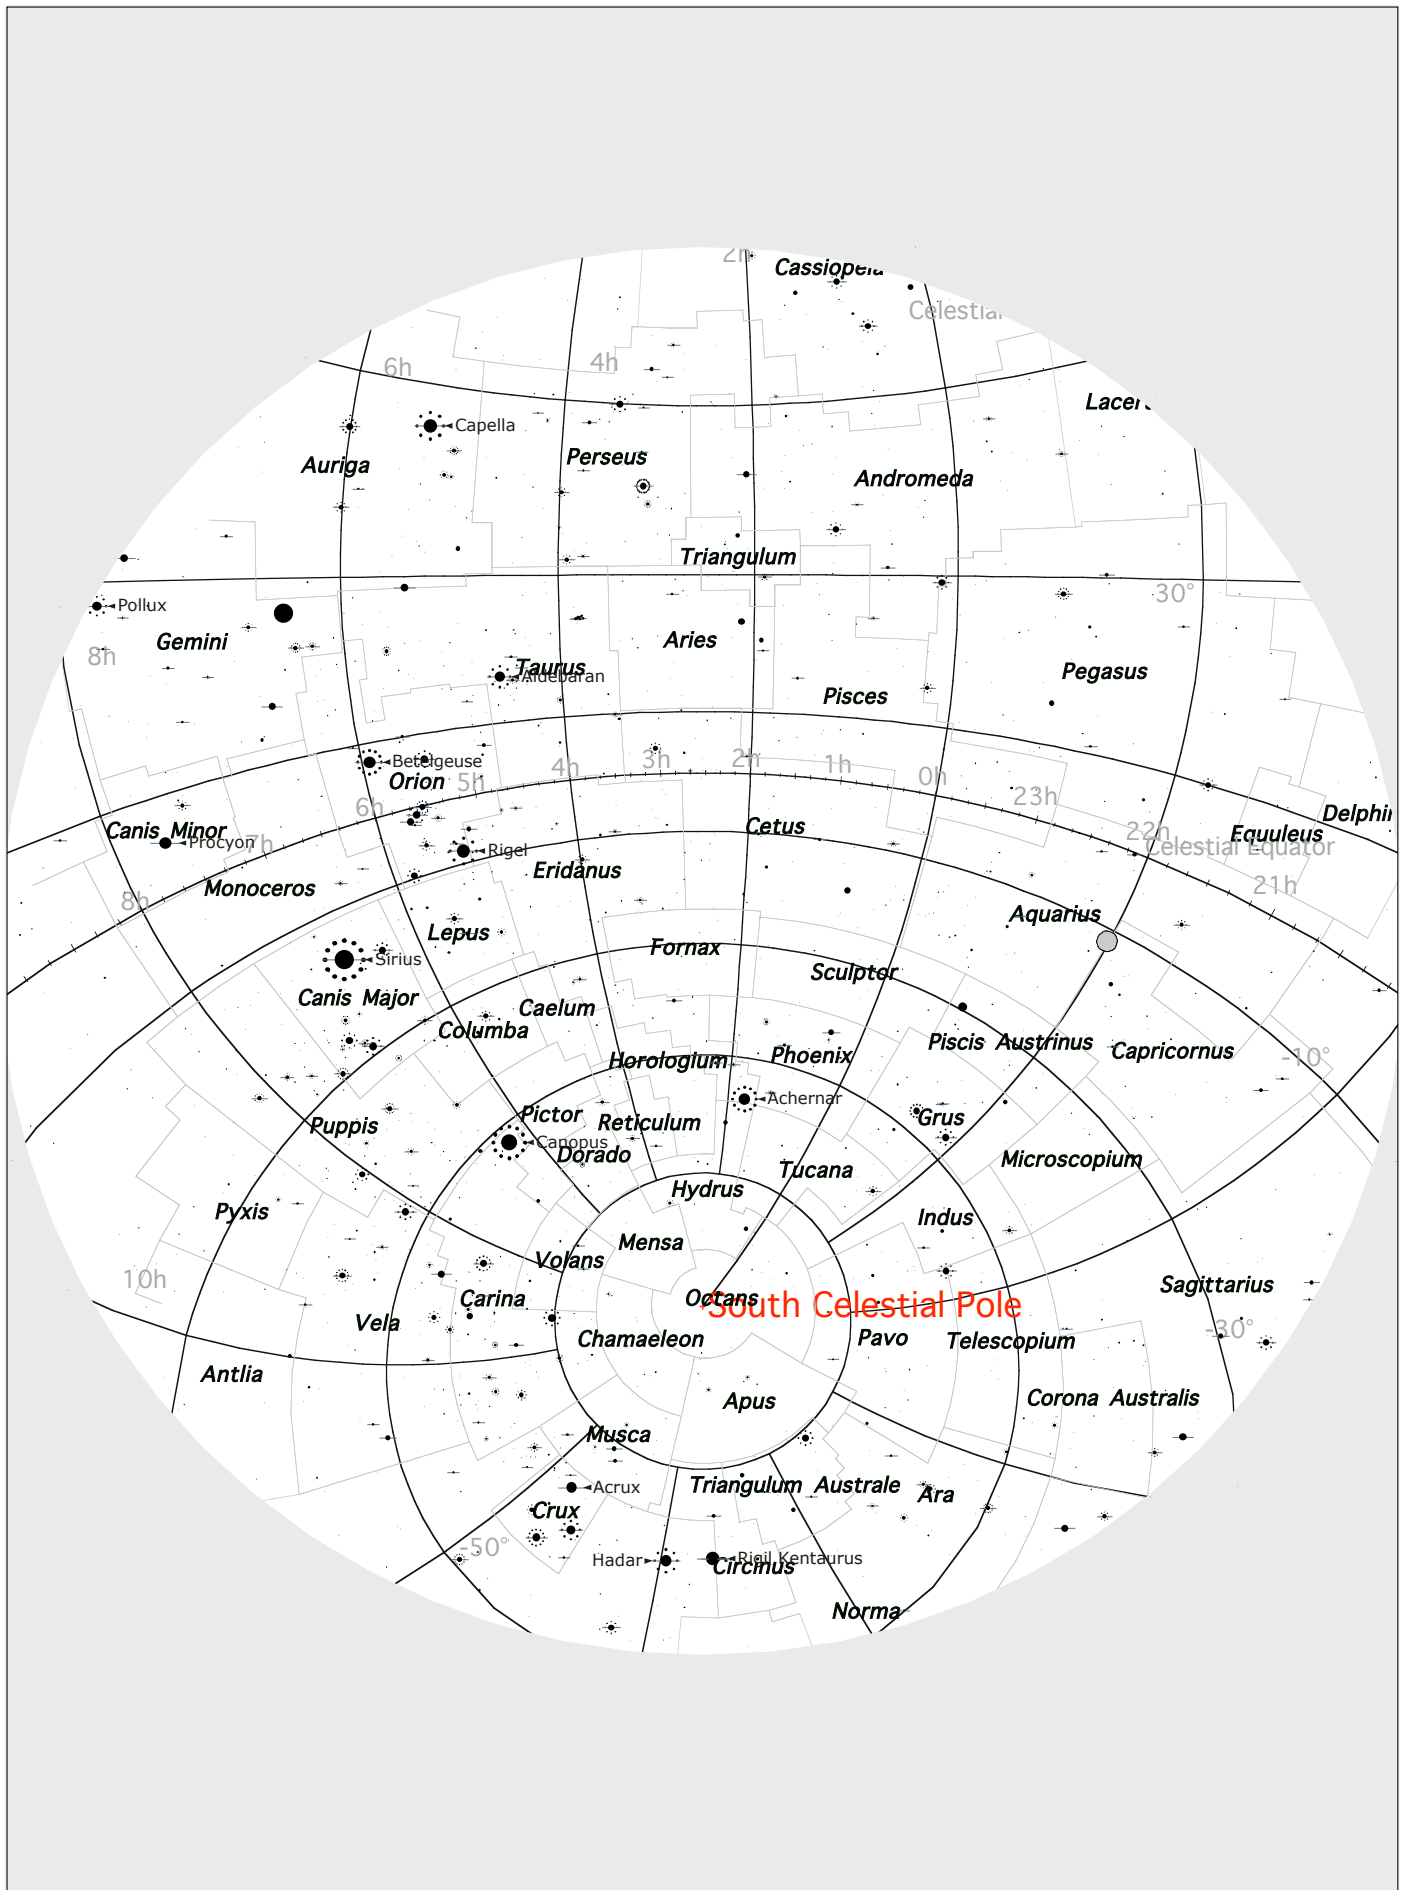 2h
Cassiopeia
Celestial
6h
4h
Lacert
Capella
Auriga
Perseus
Andromeda
Triangulum
30°
Pollux
Gemini
8h
Aries
Taurus
Aldebaran
Pegasus
Pisces
Betelgeuse
Orion
5h
4h
3h
2h
1h
0h
23h
6h
22h
Celestial Equator
Equuleus
Delphin
Canis Minor
Procyon
7h
Cetus
Rigel
Eridanus
21h
Monoceros
8h
Aquarius
Lepus
Fornax
Sirius
Sculptor
Canis Major
Caelum
Columba
Piscis Austrinus
Capricornus
-10°
Horologium
Phoenix
Achernar
Pictor
Reticulum
Grus
Puppis
Canopus
Dorado
Microscopium
Tucana
Hydrus
Pyxis
Indus
Mensa
Volans
10h
Sagittarius
Carina
Octans
South Celestial Pole
Vela
Chamaeleon
Pavo
Telescopium
-30°
Antlia
Apus
Corona Australis
Musca
Acrux
Triangulum Australe
Ara
Crux
-50°
Hadar
Rigil Kentaurus
Circinus
Norma